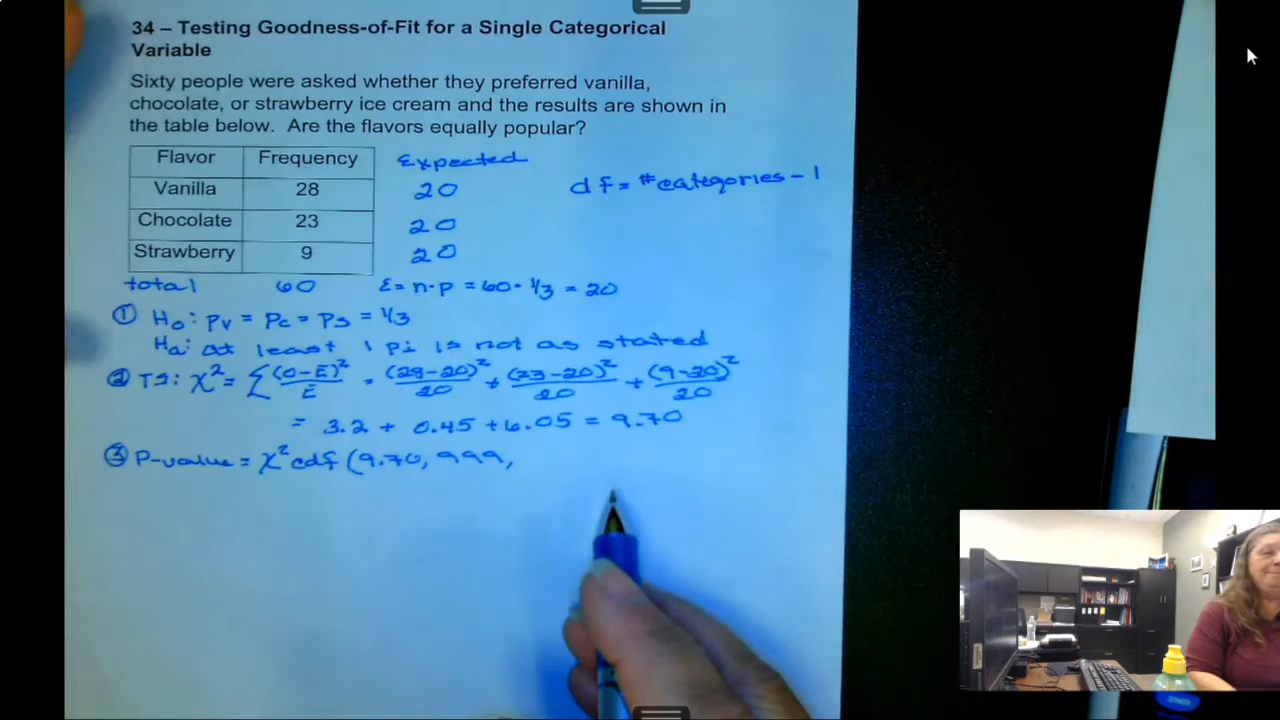 34 – Testing Goodness-of-Fit for a Single Categorical
Variable
Sixty people were asked whether they preferred vanilla,
chocolate, or strawberry ice cream and the results are shown in
the table below. Are the flavors equally popular?
Flavor Frequency Expected
Vanilla 28 20 df = #categories - 1
Chocolate 23 20
Strawberry 9 20
total 60 E = n·p = 60·1/3 = 20
① H₀: pv = pc = ps = 1/3
Ha: at least 1 pi is not as stated
② TS: χ² = Σ (O-E)²/E = (28-20)²/20 + (23-20)²/20 + (9-20)²/20
= 3.2 + 0.45 + 6.05 = 9.70
③ P-value = χ²cdf (9.70, 999,